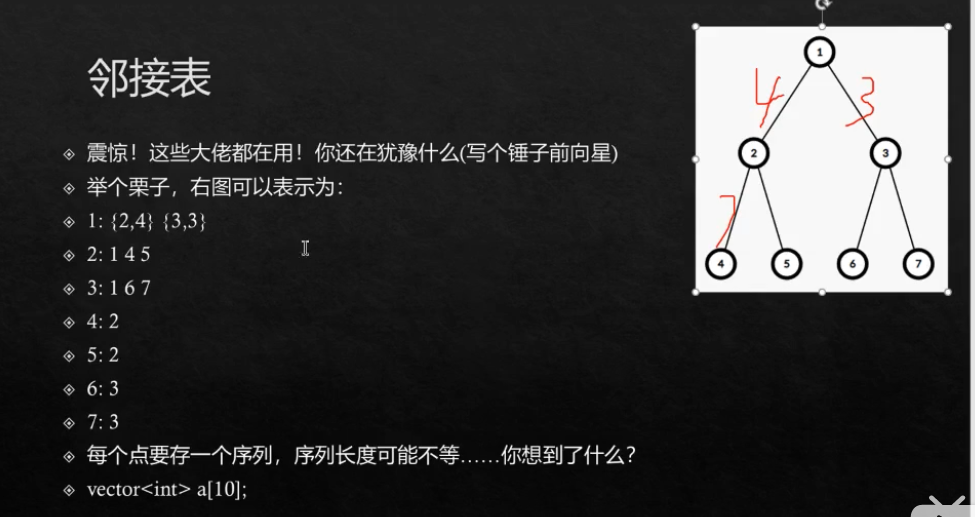 邻接表
震惊！这些大佬都在用！你还在犹豫什么(写个锤子前向星)
举个栗子，右图可以表示为：
1: {2,4} {3,3}
2: 1 4 5
3: 1 6 7
4: 2
5: 2
6: 3
7: 3
每个点要存一个序列，序列长度可能不等……你想到了什么？
vector<int> a[10];
1
4 3
2 3
7
4 5 6 7